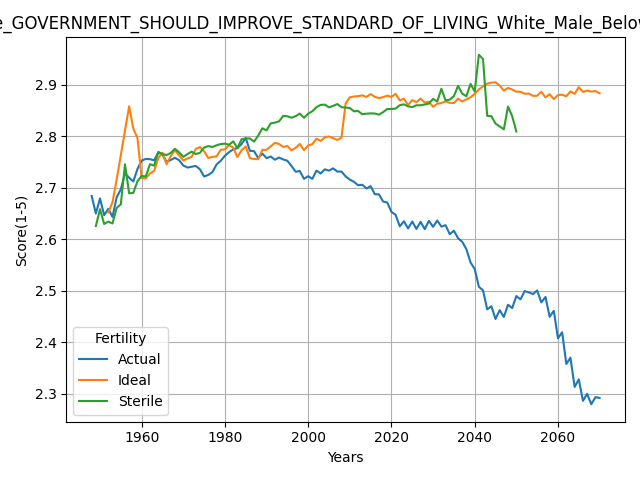 e_GOVERNMENT_SHOULD_IMPROVE_STANDARD_OF_LIVING_White_Male_Below
2.9
2.8
2.7
2.6
2.5
2.4
2.3
Score(1-5)
Fertility
Actual
Ideal
Sterile
1960 1980 2000 2020 2040 2060
Years